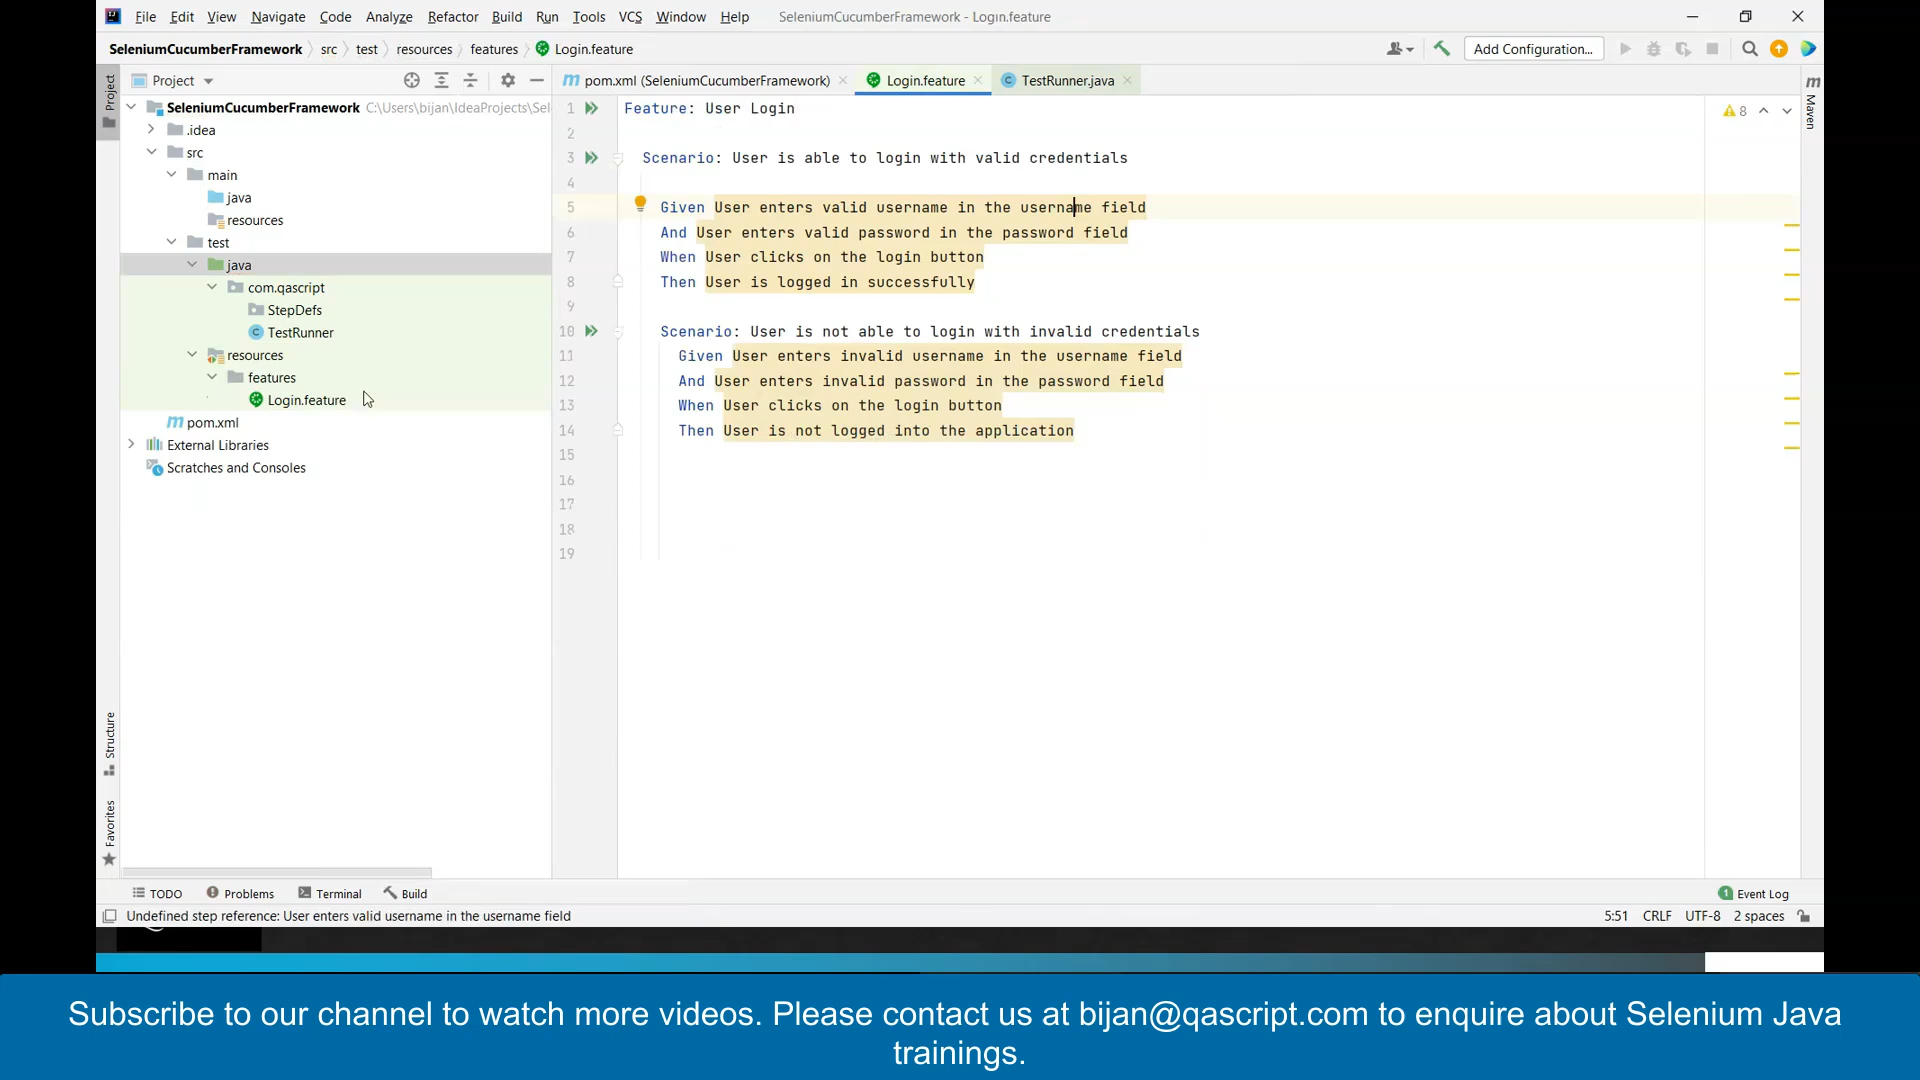 File Edit View Navigate Code Analyze Refactor Build Run Tools VCS Window Help SeleniumCucumberFramework - Login.feature
SeleniumCucumberFramework src test resources features Login.feature Add Configuration...
Project
pom.xml (SeleniumCucumberFramework) Login.feature TestRunner.java
Project
Maven
SeleniumCucumberFramework C:\Users\bijan\IdeaProjects\Sel
.idea
src
main
java
resources
test
java
com.qascript
StepDefs
TestRunner
resources
features
Login.feature
pom.xml
External Libraries
Scratches and Consoles
8
1 Feature: User Login
2
3 Scenario: User is able to login with valid credentials
4
5 Given User enters valid username in the username field
6 And User enters valid password in the password field
7 When User clicks on the login button
8 Then User is logged in successfully
9
10 Scenario: User is not able to login with invalid credentials
11 Given User enters invalid username in the username field
12 And User enters invalid password in the password field
13 When User clicks on the login button
14 Then User is not logged into the application
15
16
17
18
19
Structure
Favorites
TODO Problems Terminal Build 1 Event Log
Undefined step reference: User enters valid username in the username field 5:51 CRLF UTF-8 2 spaces
Subscribe to our channel to watch more videos. Please contact us at bijan@qascript.com to enquire about Selenium Java
trainings.